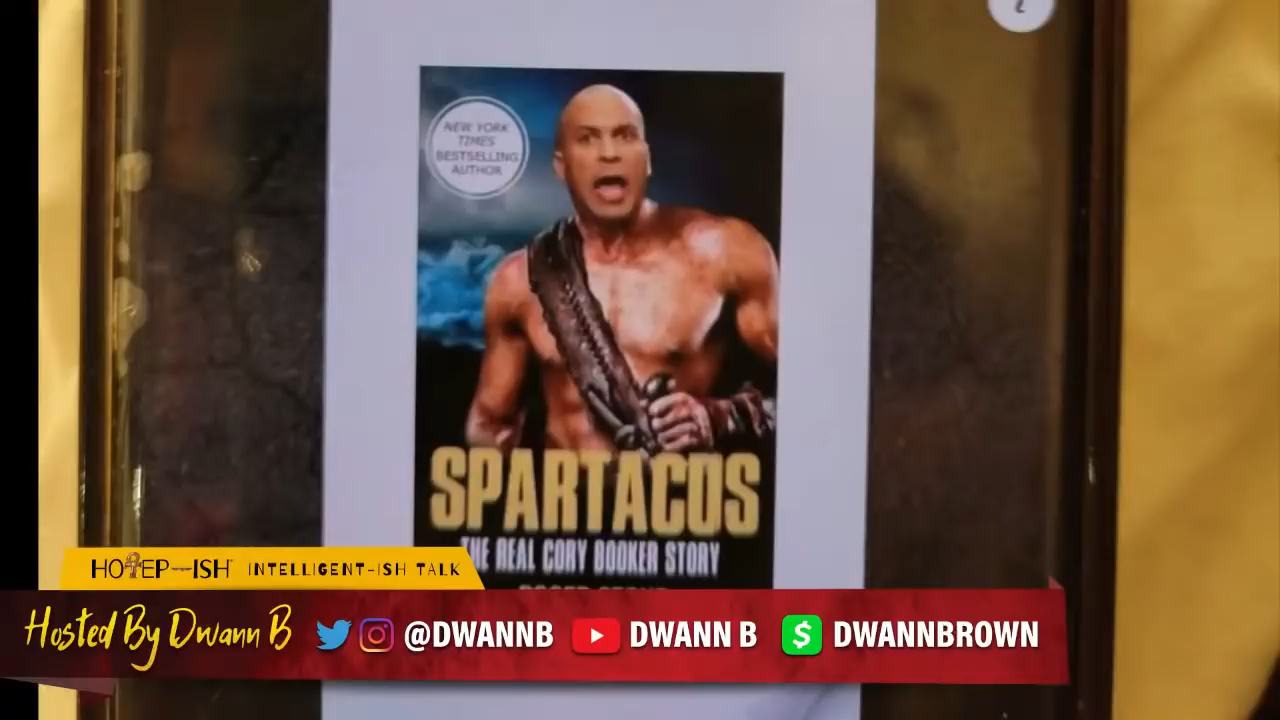 NEW YORK
TIMES
BESTSELLING
AUTHOR
SPARTACUS
THE REAL CORY BOOKER STORY
HOTEP-ISH INTELLIGENT-ISH TALK
Hosted By Dwann B
@DWANNB
DWANN B
$
DWANNBROWN